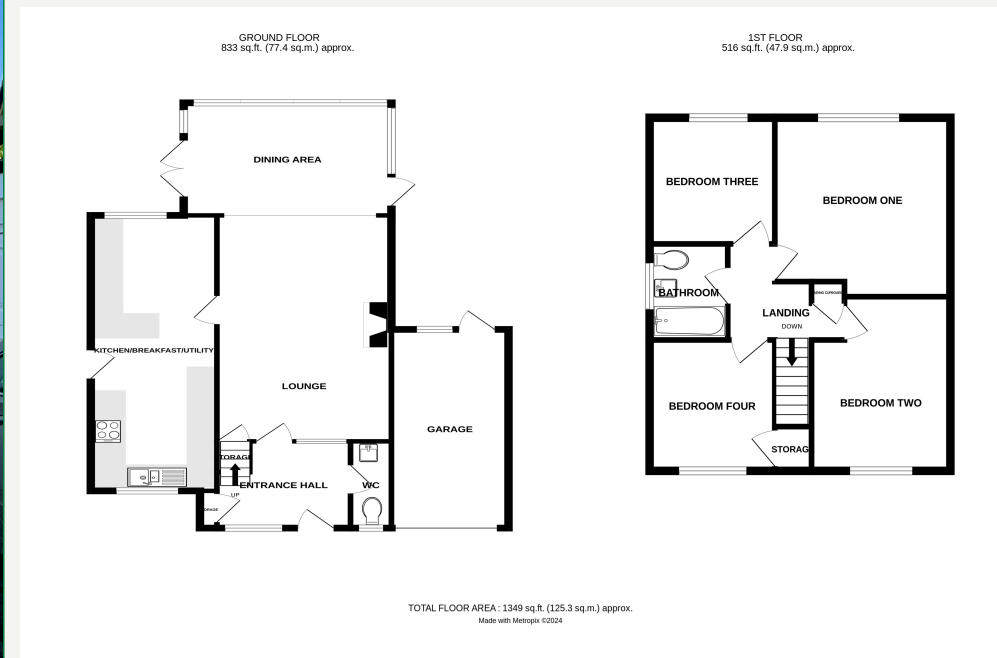 GROUND FLOOR
833 sq.ft. (77.4 sq.m.) approx.
1ST FLOOR
516 sq.ft. (47.9 sq.m.) approx.
DINING AREA
BEDROOM THREE
BEDROOM ONE
BATHROOM
LANDING
DOWN
KITCHEN/BREAKFAST/UTILITY
LOUNGE
BEDROOM FOUR
BEDROOM TWO
GARAGE
STORAG
TORAGE
ENTRANCE HALL
WC
UP
TOTAL FLOOR AREA : 1349 sq.ft. (125.3 sq.m.) approx.
Made with Metropix ©2024